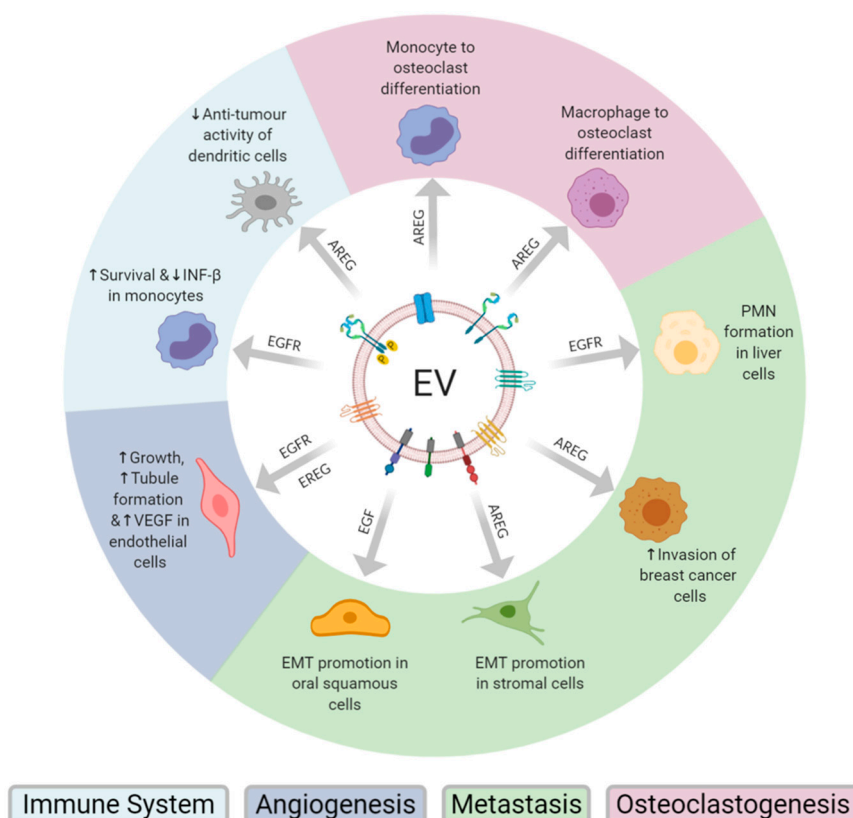 Monocyte to
osteoclast
differentiation
Macrophage to
osteoclast
differentiation
↓Anti-tumour
activity of
dendritic cells
AREG
AREG
AREG
↑Survival &↓INF-β
in monocytes
EGFR
EGFR
PMN
formation
in liver
cells
EV
P
P
↑Growth,
↑Tubule
formation
&↑VEGF in
endothelial
cells
EGFR
EREG
AREG
↑Invasion of
breast cancer
cells
EGF
AREG
EMT promotion in
oral squamous
cells
EMT promotion
in stromal cells
Immune System
Angiogenesis
Metastasis
Osteoclastogenesis